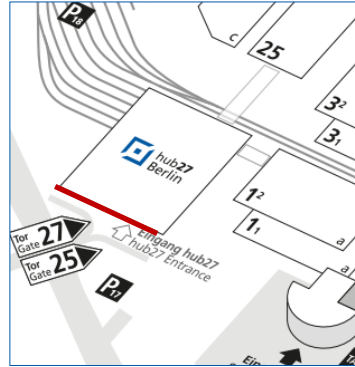 P18
c
25
3²
3₁
hub27
Berlin
1²
1₁
a
a
Tor
Gate 27
Tor
Gate 25
Eingang hub27
hub27 Entrance
P17